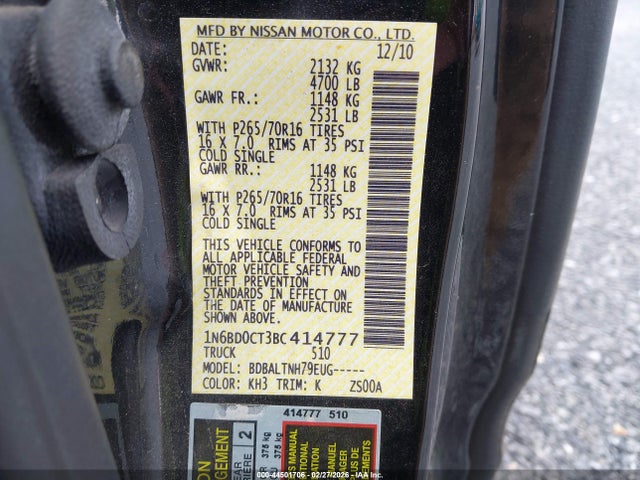 MFD BY NISSAN MOTOR CO., LTD.
DATE: 12/10
GVWR: 2132 KG
4700 LB
GAWR FR.: 1148 KG
2531 LB
WITH P265/70R16 TIRES
16 X 7.0 RIMS AT 35 PSI
COLD SINGLE
GAWR RR.: 1148 KG
2531 LB
WITH P265/70R16 TIRES
16 X 7.0 RIMS AT 35 PSI
COLD SINGLE
THIS VEHICLE CONFORMS TO
ALL APPLICABLE FEDERAL
MOTOR VEHICLE SAFETY AND
THEFT PREVENTION
STANDARDS IN EFFECT ON
THE DATE OF MANUFACTURE
SHOWN ABOVE.
1N6BD0CT3BC414777
TRUCK 510
MODEL: BDBALTNH79EUG-----
COLOR: KH3 TRIM: K ZS00A
414777 510
2
375 kg
375 kg
000-44501706 - 02/27/2026 - IAA Inc.